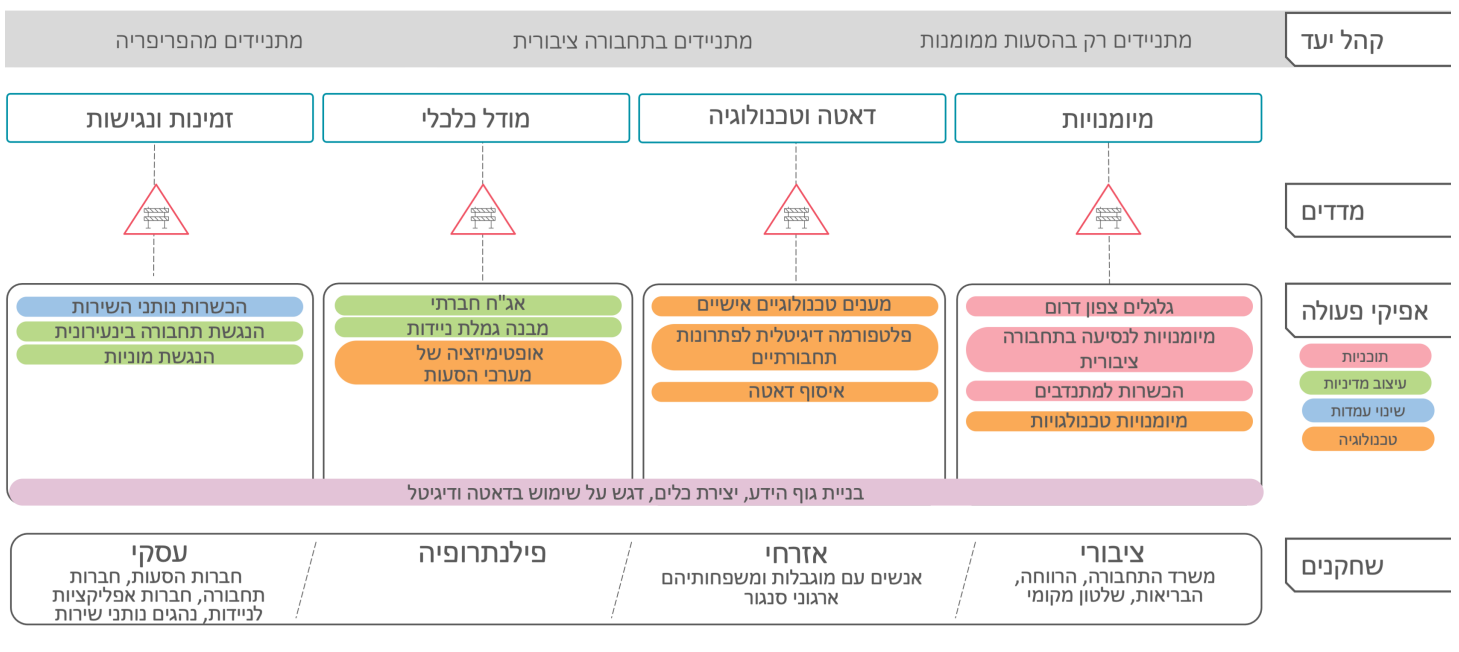 קהל יעד
מתניידים רק בהסעות ממומנות
מתניידים בתחבורה ציבורית
מתניידים מהפריפריה
מיומנויות
דאטה וטכנולוגיה
מודל כלכלי
זמינות ונגישות
מדדים
אפיקי פעולה
תוכניות
עיצוב מדיניות
שינוי עמדות
טכנולוגיה
גלגלים צפון דרום
מיומנויות לנסיעה בתחבורה
ציבורית
הכשרות למתנדבים
מיומנויות טכנולגויות
מענים טכנולוגיים אישיים
פלטפורמה דיגיטלית לפתרונות
תחבורתיים
איסוף דאטה
אג"ח חברתי
מבנה גמלת ניידות
אופטימיזציה של
מערכי הסעות
הכשרות נותני השירות
הנגשת תחבורה בינעירונית
הנגשת מוניות
בניית גוף הידע, יצירת כלים, דגש על שימוש בדאטה ודיגיטל
שחקנים
ציבורי
משרד התחבורה, הרווחה,
הבריאות, שלטון מקומי
אזרחי
אנשים עם מוגבלות ומשפחותיהם
ארגוני סנגור
פילנתרופיה
עסקי
חברות הסעות, חברות
תחבורה, חברות אפליקציות
לניידות, נהגים נותני שירות